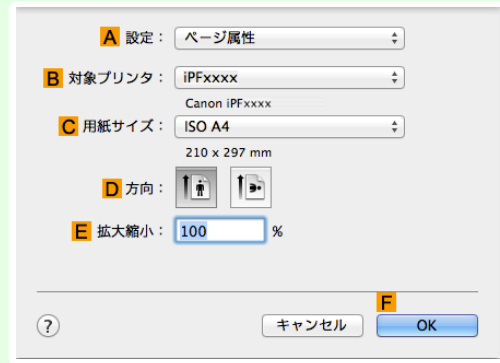 A 設定： ページ属性
B 対象プリンタ： iPFxxxx
Canon iPFxxxx
C 用紙サイズ： ISO A4
210 x 297 mm
D 方向：
E 拡大縮小： 100 %
F
? キャンセル OK